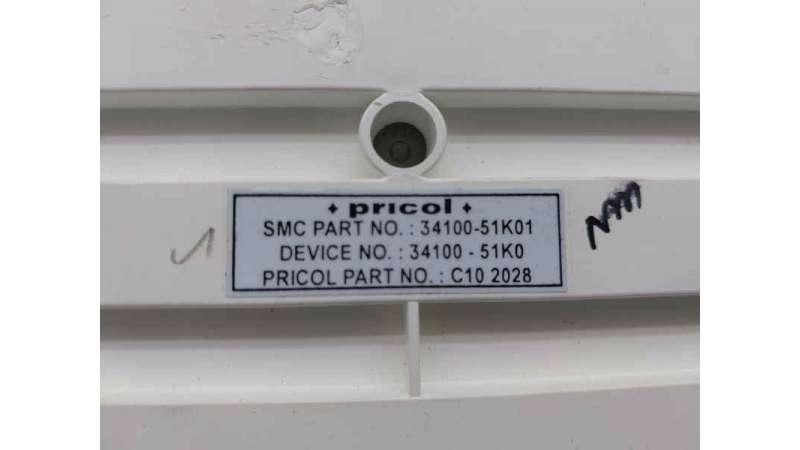 pricol
SMC PART NO. : 34100-51K01
DEVICE NO. : 34100 - 51K0
PRICOL PART NO. : C10 2028